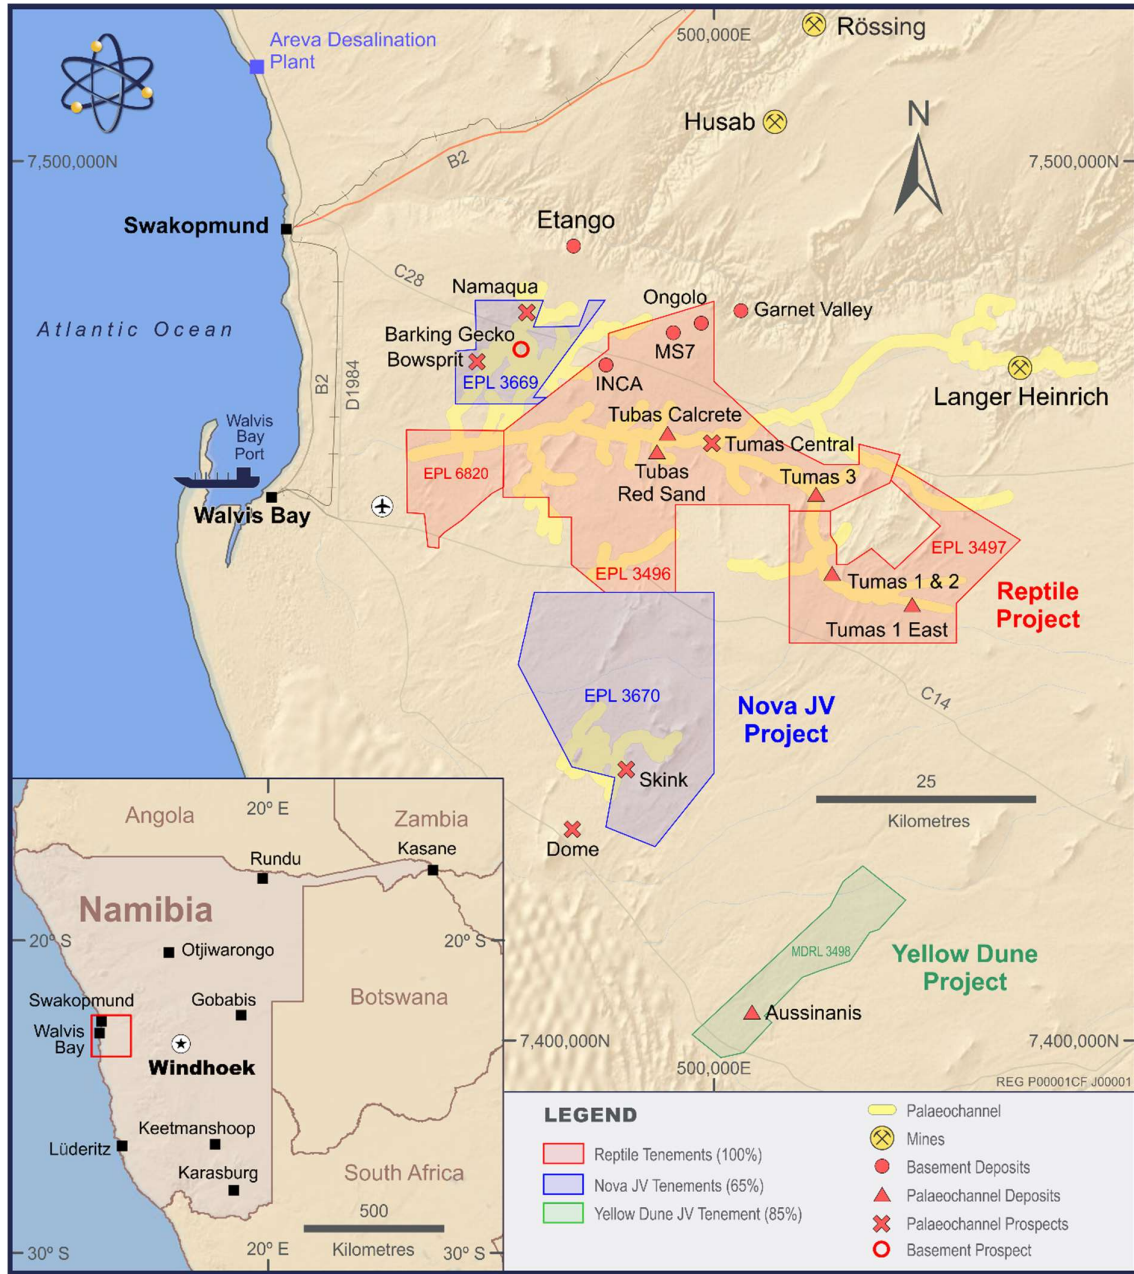 Areva Desalination
Plant
500,000E
Rössing
Husab
N
7,500,000N
7,500,000N
B2
Swakopmund
Etango
C28
Namaqua
Ongolo
Garnet Valley
Atlantic Ocean
Barking Gecko
MS7
Bowsprit
EPL 3669
INCA
B2
D1984
Langer Heinrich
Tubas Calcrete
Walvis
Bay
Port
Tumas Central
EPL 6820
Tubas
Red Sand
Tumas 3
Walvis Bay
EPL 3497
EPL 3496
Tumas 1 & 2
Reptile
Project
Tumas 1 East
EPL 3670
C14
Nova JV
Project
Skink
25
Kilometres
Dome
MDRL 3498
Yellow Dune
Project
Aussinanis
7,400,000N
7,400,000N
500,000E
REG P00001CF J00001
Angola
20° E
Zambia
Kasane
Rundu
Namibia
20° S
20° S
Otjiwarongo
Swakopmund
Gobabis
Botswana
Walvis
Bay
Windhoek
Keetmanshoop
Lüderitz
Karasburg
South Africa
500
Kilometres
30° S
20° E
30° S
LEGEND
Reptile Tenements (100%)
Nova JV Tenements (65%)
Yellow Dune JV Tenement (85%)
Palaeochannel
Mines
Basement Deposits
Palaeochannel Deposits
Palaeochannel Prospects
Basement Prospect